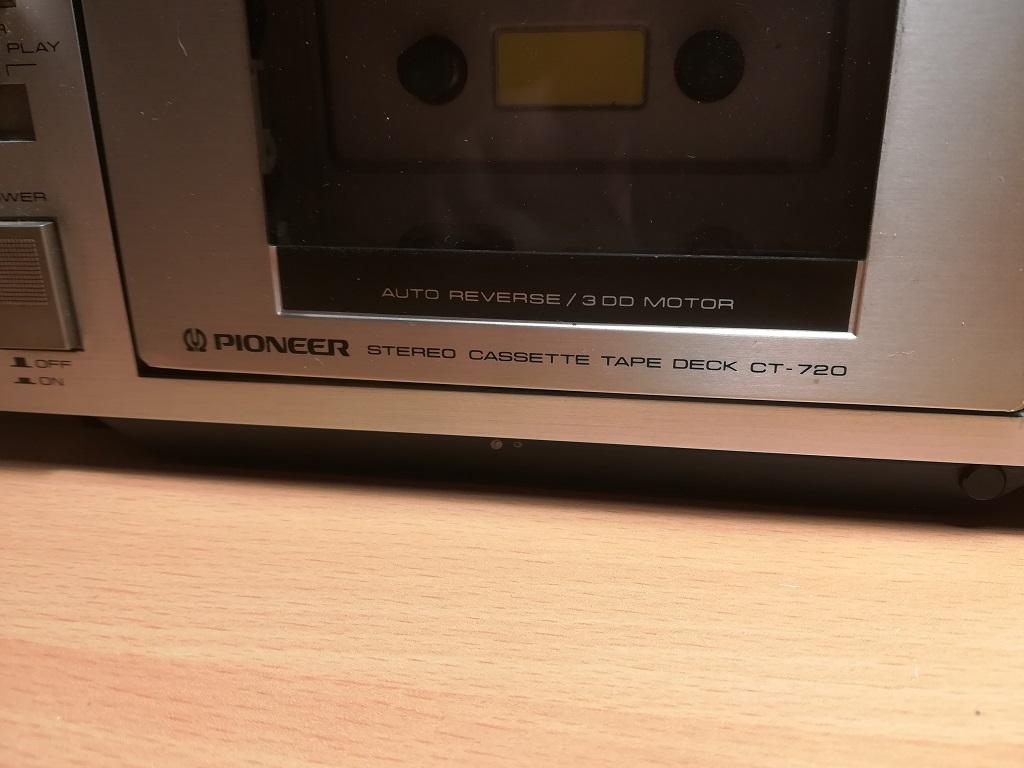 PLAY
OFF
ON
AUTO REVERSE / 3 DD MOTOR
PIONEER STEREO CASSETTE TAPE DECK CT-720